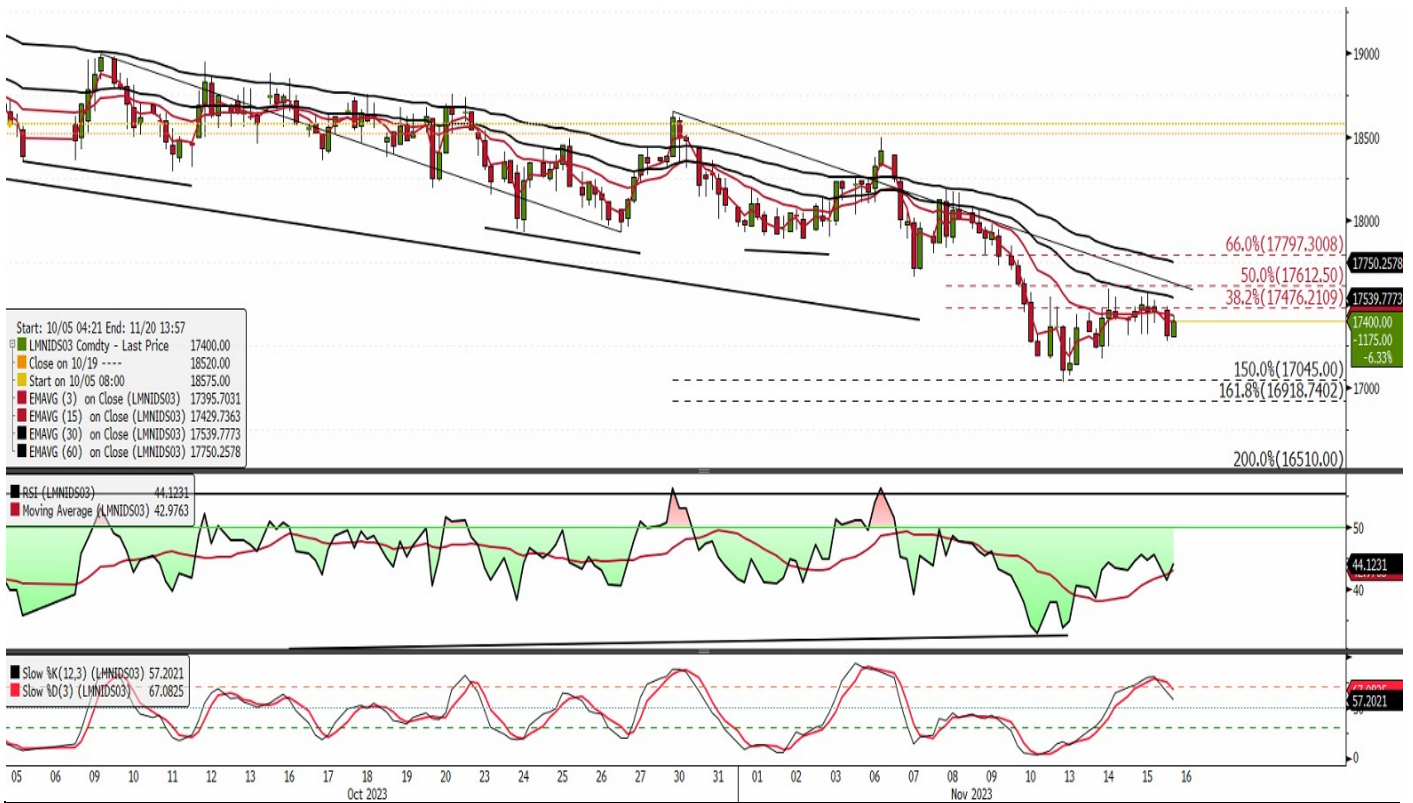 19000
18500
18000
66.0%(17797.3008)
17750.2578
50.0%(17612.50)
17539.7773
38.2%(17476.2109)
17400.00
-1175.00
-6.33%
150.0%(17045.00)
17000
161.8%(16918.7402)
200.0%(16510.00)
Start: 10/05 04:21 End: 11/20 13:57
LMNIDS03 Comdty - Last Price 17400.00
Close on 10/19 ---- 18520.00
Start on 10/05 08:00 18575.00
EMAVG (3) on Close (LMNIDS03) 17395.7031
EMAVG (15) on Close (LMNIDS03) 17429.7363
EMAVG (30) on Close (LMNIDS03) 17539.7773
EMAVG (60) on Close (LMNIDS03) 17750.2578
RSI (LMNIDS03) 44.1231
Moving Average (LMNIDS03) 42.9763
50
44.1231
40
Slow %K(12,3) (LMNIDS03) 57.2021
Slow %D(3) (LMNIDS03) 67.0825
57.2021
0
05 06 09 10 11 12 13 16 17 18 19 20 23 24 25 26 27 30 31 01 02 03 06 07 08 09 10 13 14 15 16
Oct 2023 Nov 2023